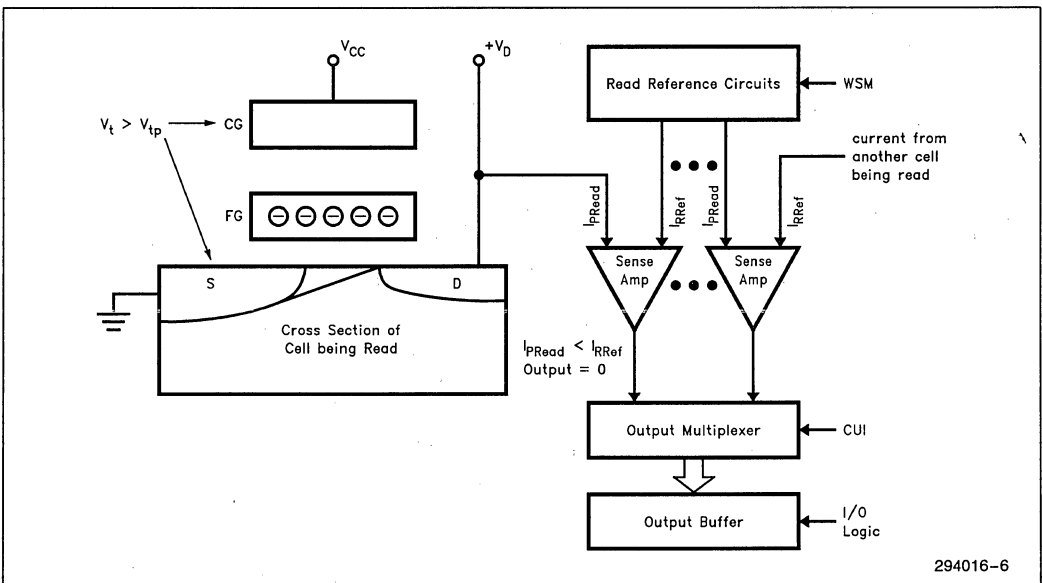 V_CC
+V_D
Read Reference Circuits
WSM
V_t > V_tp
CG
current from
another cell
being read
FG
I_PRead
I_RRef
I_PRead
I_RRef
Sense
Amp
Sense
Amp
S
D
Cross Section of
Cell being Read
I_PRead < I_RRef
Output = 0
Output Multiplexer
CUI
Output Buffer
I/O
Logic
294016-6